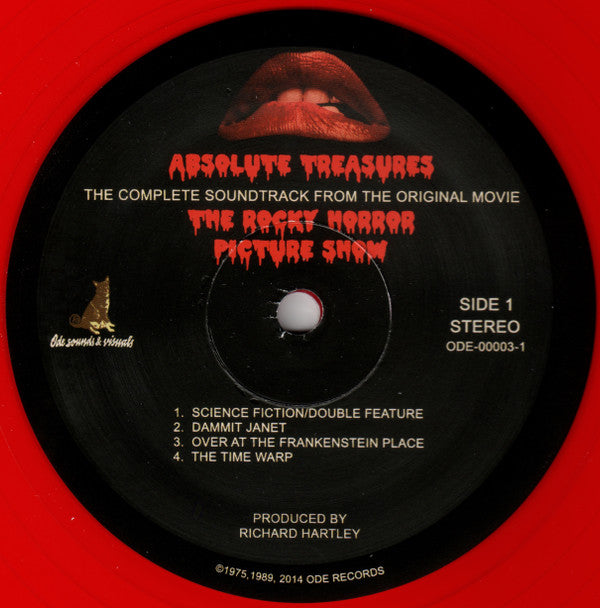 ABSOLUTE TREASURES
THE COMPLETE SOUNDTRACK FROM THE ORIGINAL MOVIE
THE ROCKY HORROR
PICTURE SHOW
Ode sounds & visuals
SIDE 1
STEREO
ODE-00003-1
1. SCIENCE FICTION/DOUBLE FEATURE
2. DAMMIT JANET
3. OVER AT THE FRANKENSTEIN PLACE
4. THE TIME WARP
PRODUCED BY
RICHARD HARTLEY
©1975,1989, 2014 ODE RECORDS